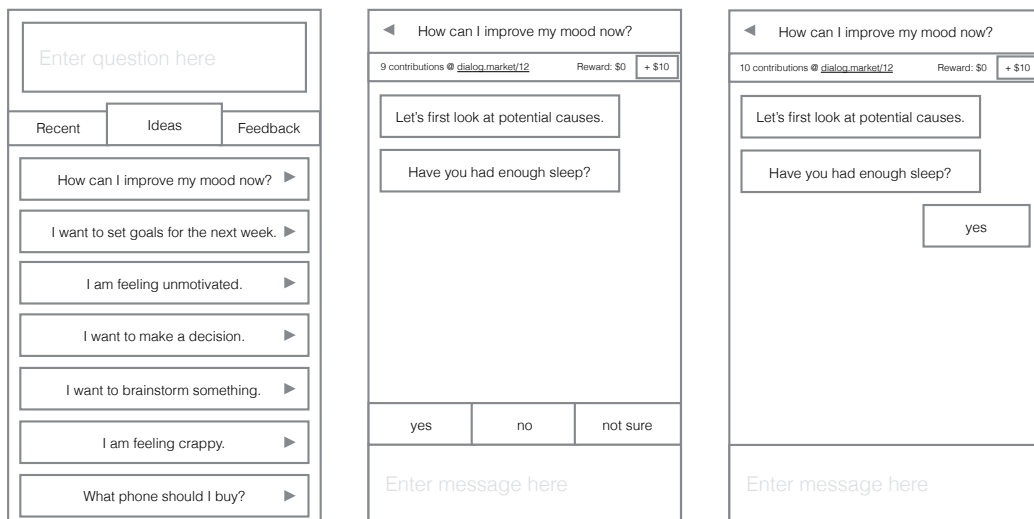 Enter question here
Recent
Ideas
Feedback
How can I improve my mood now?
I want to set goals for the next week.
I am feeling unmotivated.
I want to make a decision.
I want to brainstorm something.
I am feeling crappy.
What phone should I buy?
How can I improve my mood now?
9 contributions @ dialog.market/12
Reward: $0
+ $10
Let's first look at potential causes.
Have you had enough sleep?
yes
no
not sure
Enter message here
How can I improve my mood now?
10 contributions @ dialog.market/12
Reward: $0
+ $10
Let's first look at potential causes.
Have you had enough sleep?
yes
Enter message here